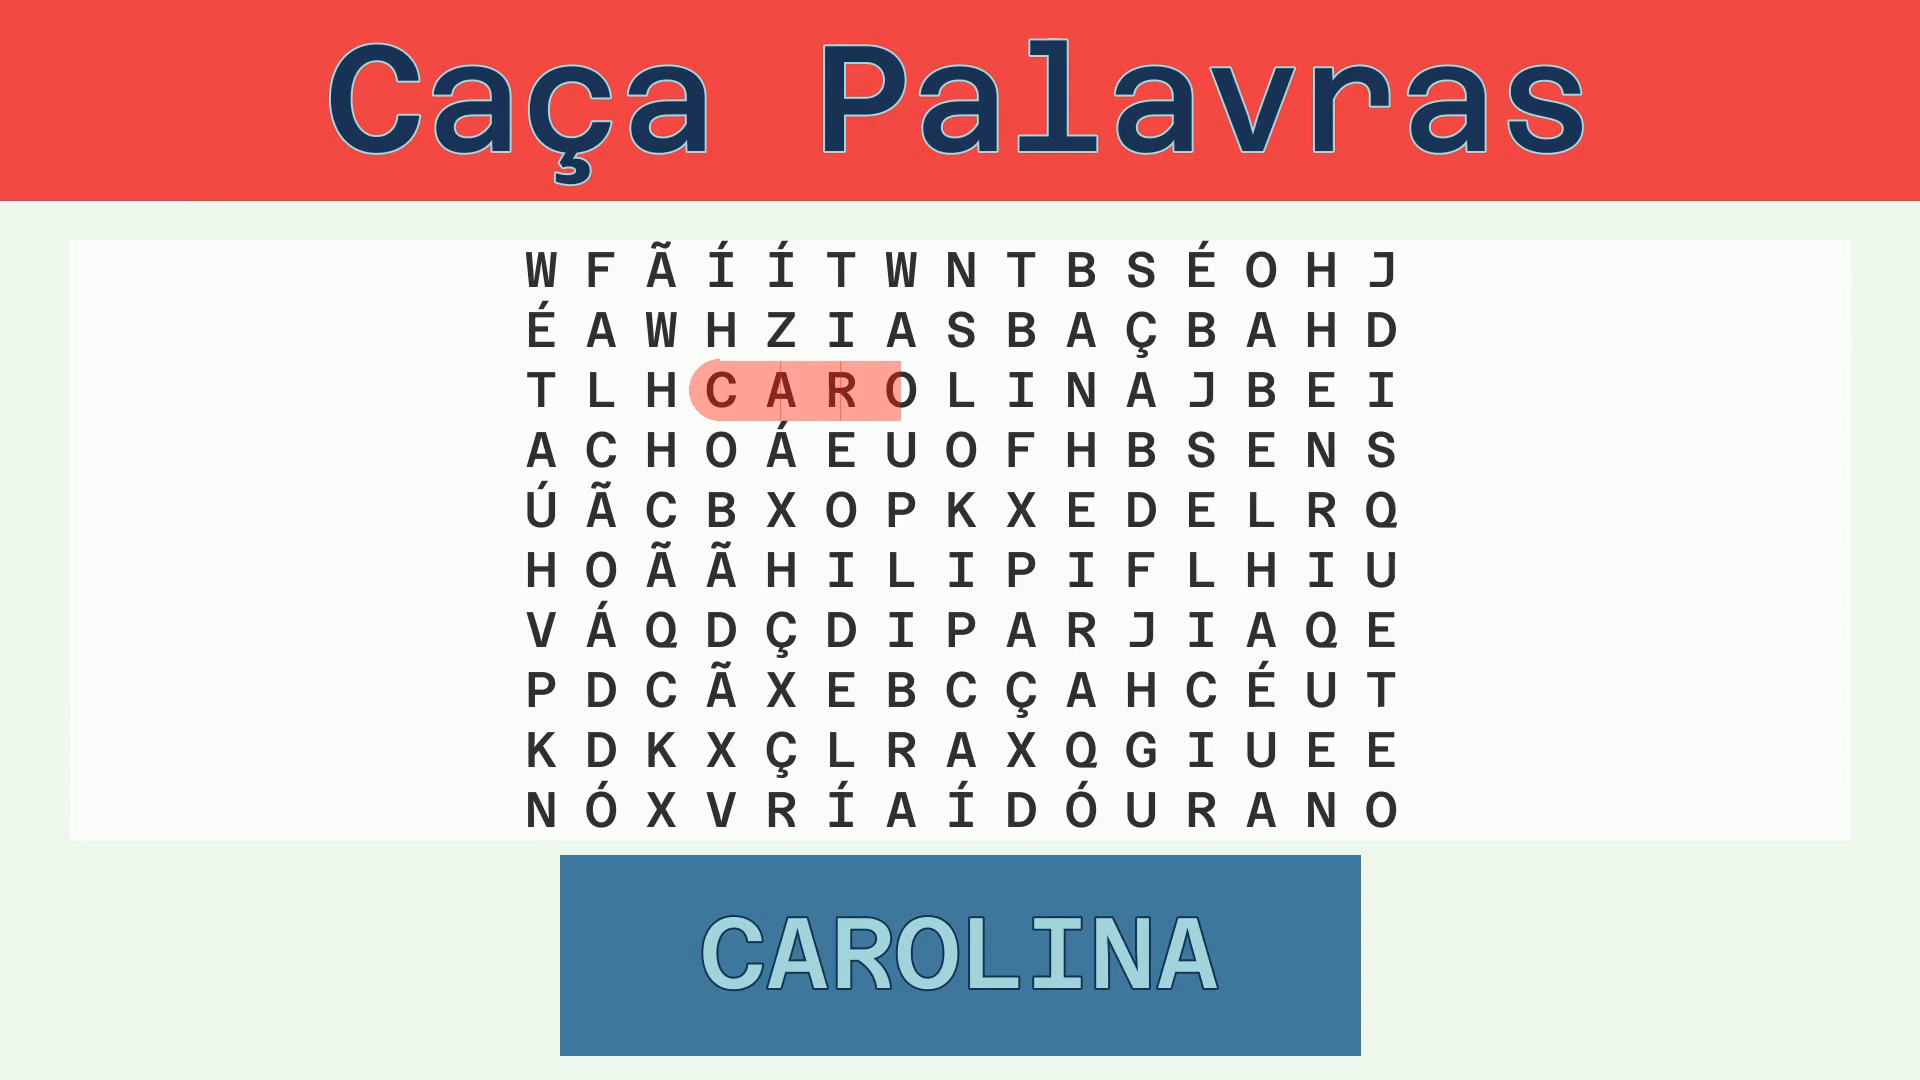 Caça Palavras
W F Ã Í Í T W N T B S É O H J
É A W H Z I A S B A Ç B A H D
T L H C A R O L I N A J B E I
A C H O Á E U O F H B S E N S
Ú Ã C B X O P K X E D E L R Q
H O Ã Ã H I L I P I F L H I U
V Á Q D Ç D I P A R J I A Q E
P D C Ã X E B C Ç A H C É U T
K D K X Ç L R A X Q G I U E E
N Ó X V R Í A Í D Ó U R A N O
CAROLINA